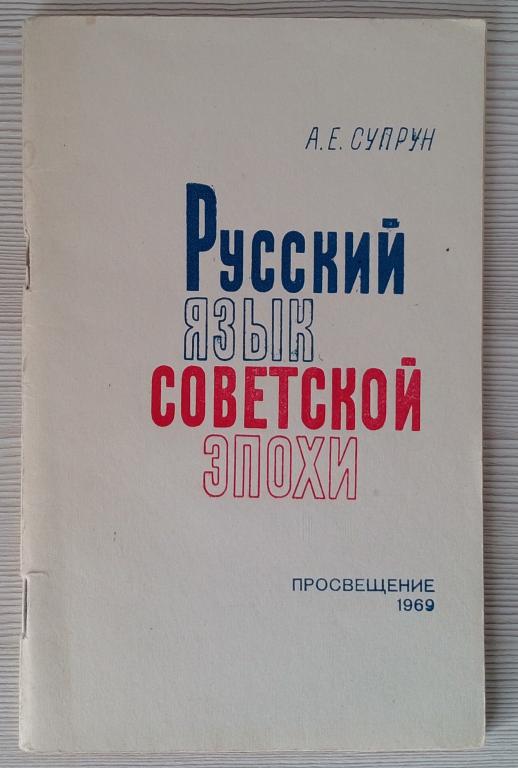 А.Е. СУПРУН
РУССКИЙ
ЯЗЫК
СОВЕТСКОЙ
ЭПОХИ
ПРОСВЕЩЕНИЕ
1969